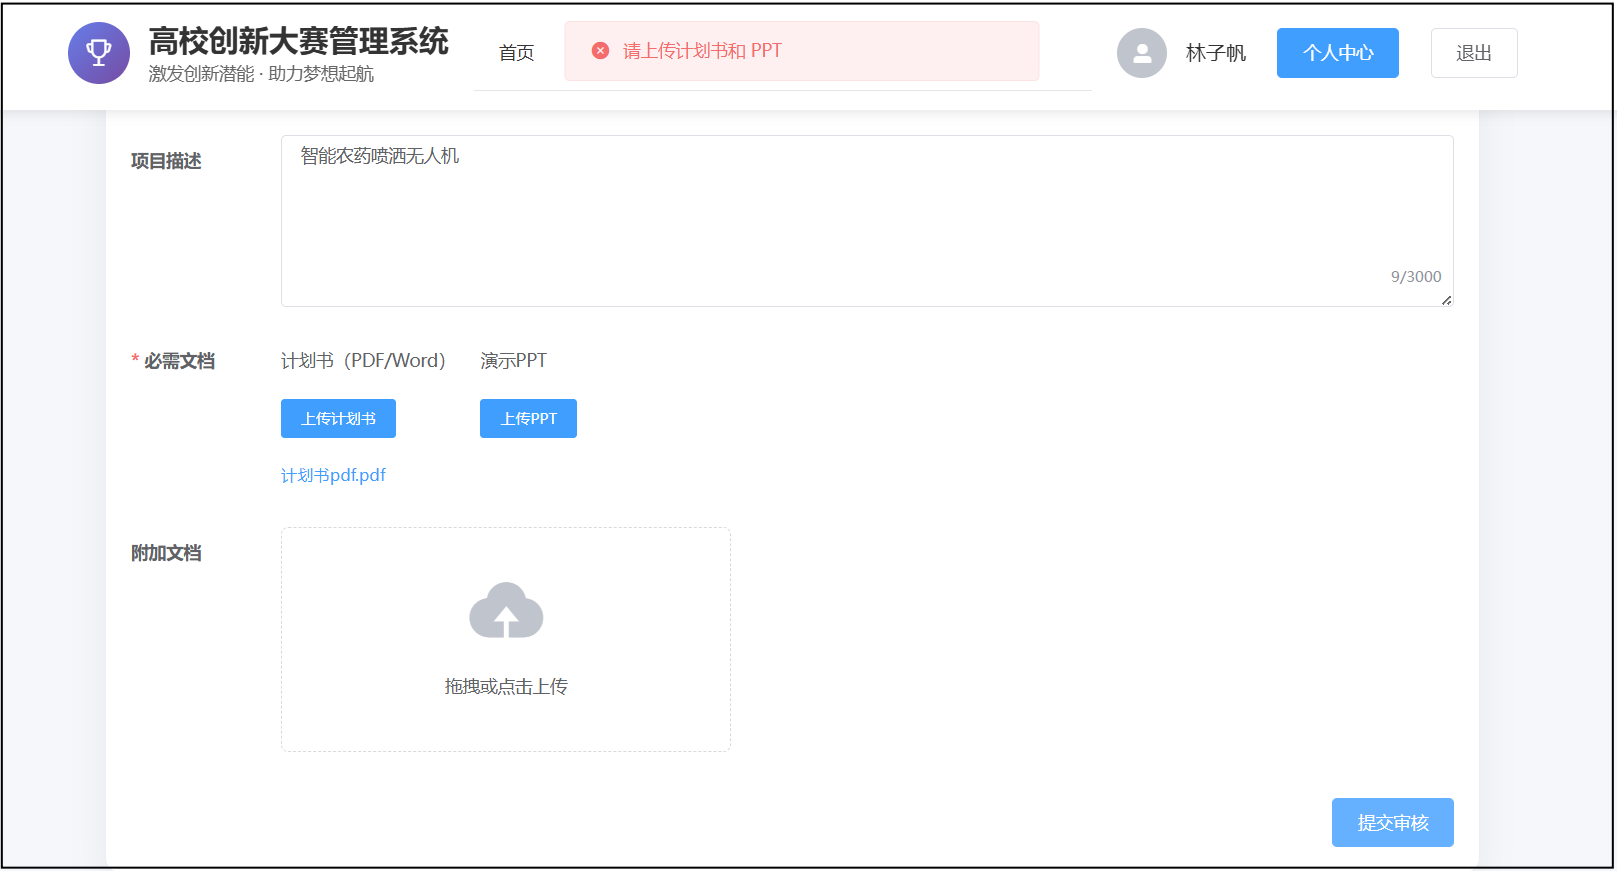 高校创新大赛管理系统
激发创新潜能 · 助力梦想起航
首页
请上传计划书和 PPT
林子帆
个人中心
退出
项目描述
智能农药喷洒无人机
9/3000
* 必需文档
计划书（PDF/Word）
演示PPT
上传计划书
上传PPT
计划书pdf.pdf
附加文档
拖拽或点击上传
提交审核